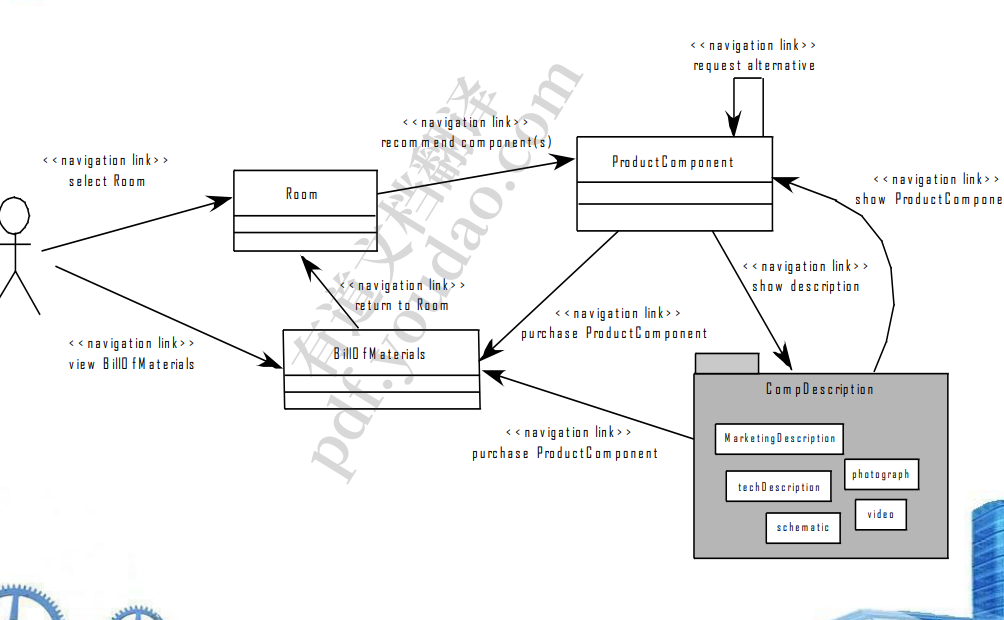 <<navigation link>>
request alternative
<<navigation link>>
recommend component(s)
ProductComponent
<<navigation link>>
select Room
Room
<<navigation link>>
show ProductCompone
<<navigation link>>
show description
<<navigation link>>
return to Room
<<navigation link>>
purchase ProductComponent
<<navigation link>>
view BillOfMaterials
BillOfMaterials
CompDescription
<<navigation link>>
purchase ProductComponent
MarketingDescription
photograph
techDescription
video
schematic
有道文档翻译
pdf.youdao.com